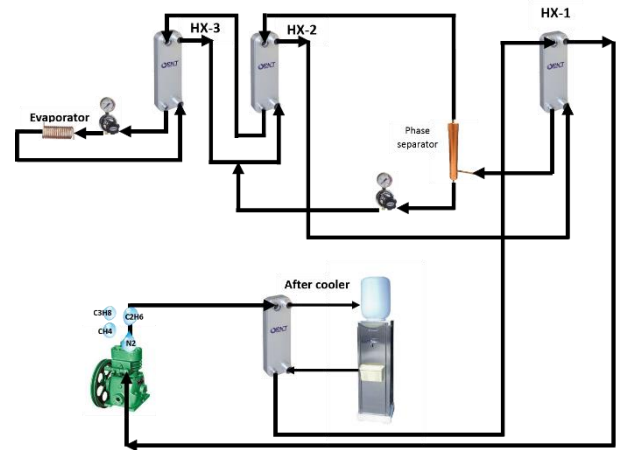 HX-1
HX-3
HX-2
Evaporator
Phase
separator
After cooler
C3H8
C2H6
CH4
N2